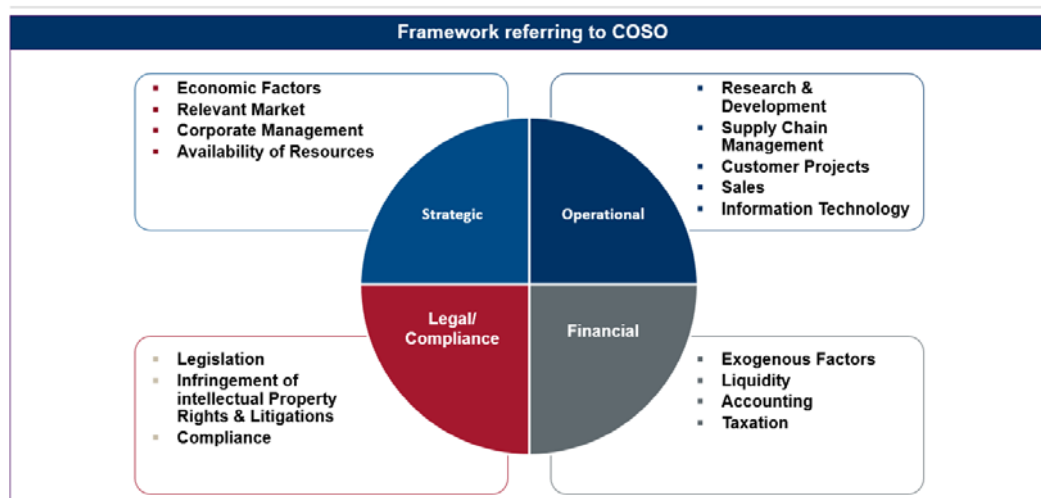 Framework referring to COSO
Economic Factors
Relevant Market
Corporate Management
Availability of Resources
Research &
Development
Supply Chain
Management
Customer Projects
Sales
Information Technology
Strategic
Operational
Legal/
Compliance
Financial
Legislation
Infringement of
intellectual Property
Rights & Litigations
Compliance
Exogenous Factors
Liquidity
Accounting
Taxation